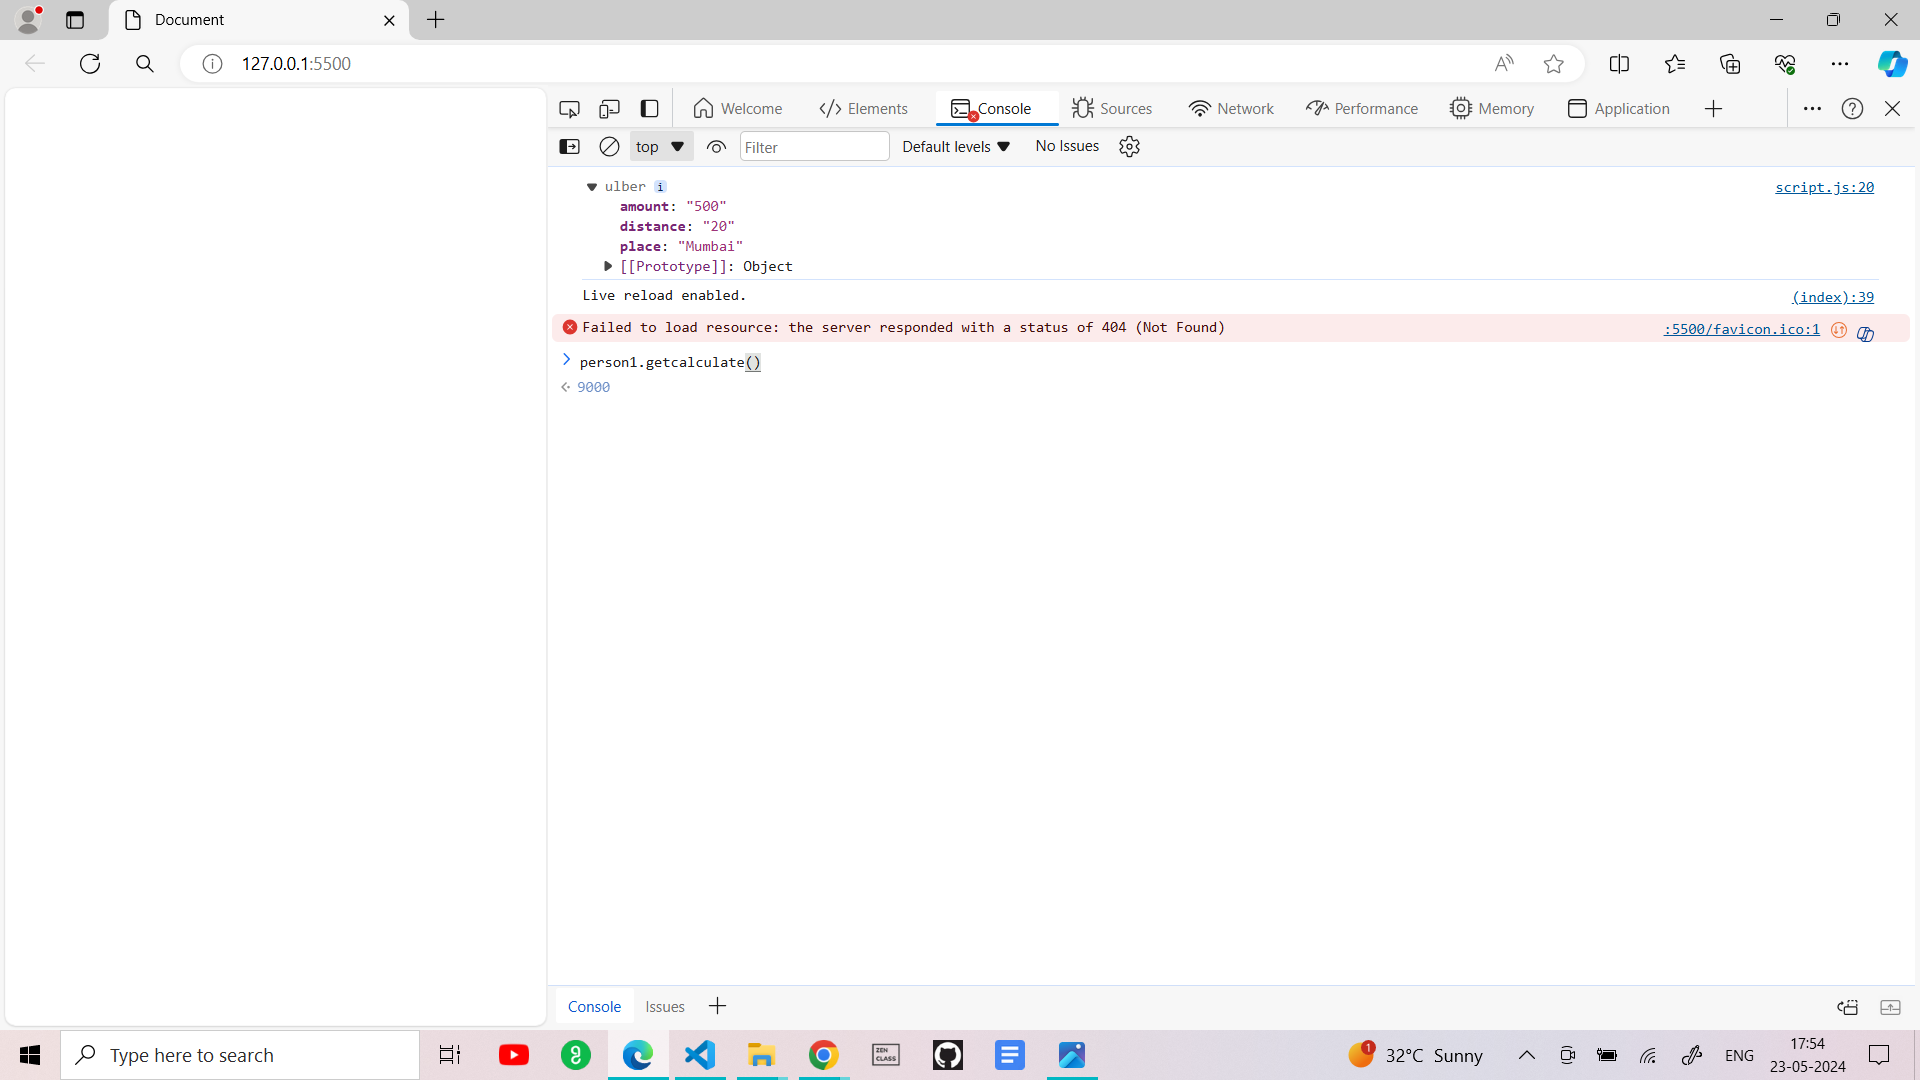 Document
127.0.0.1:5500
Welcome
Elements
Console
Sources
Network
Performance
Memory
Application
top
Filter
Default levels
No Issues
ulber i
script.js:20
amount: "500"
distance: "20"
place: "Mumbai"
[[Prototype]]: Object
Live reload enabled.
(index):39
Failed to load resource: the server responded with a status of 404 (Not Found)
:5500/favicon.ico:1
person1.getcalculate()
9000
Console
Issues
Type here to search
ZEN CLASS
1
32°C Sunny
ENG
17:54
23-05-2024